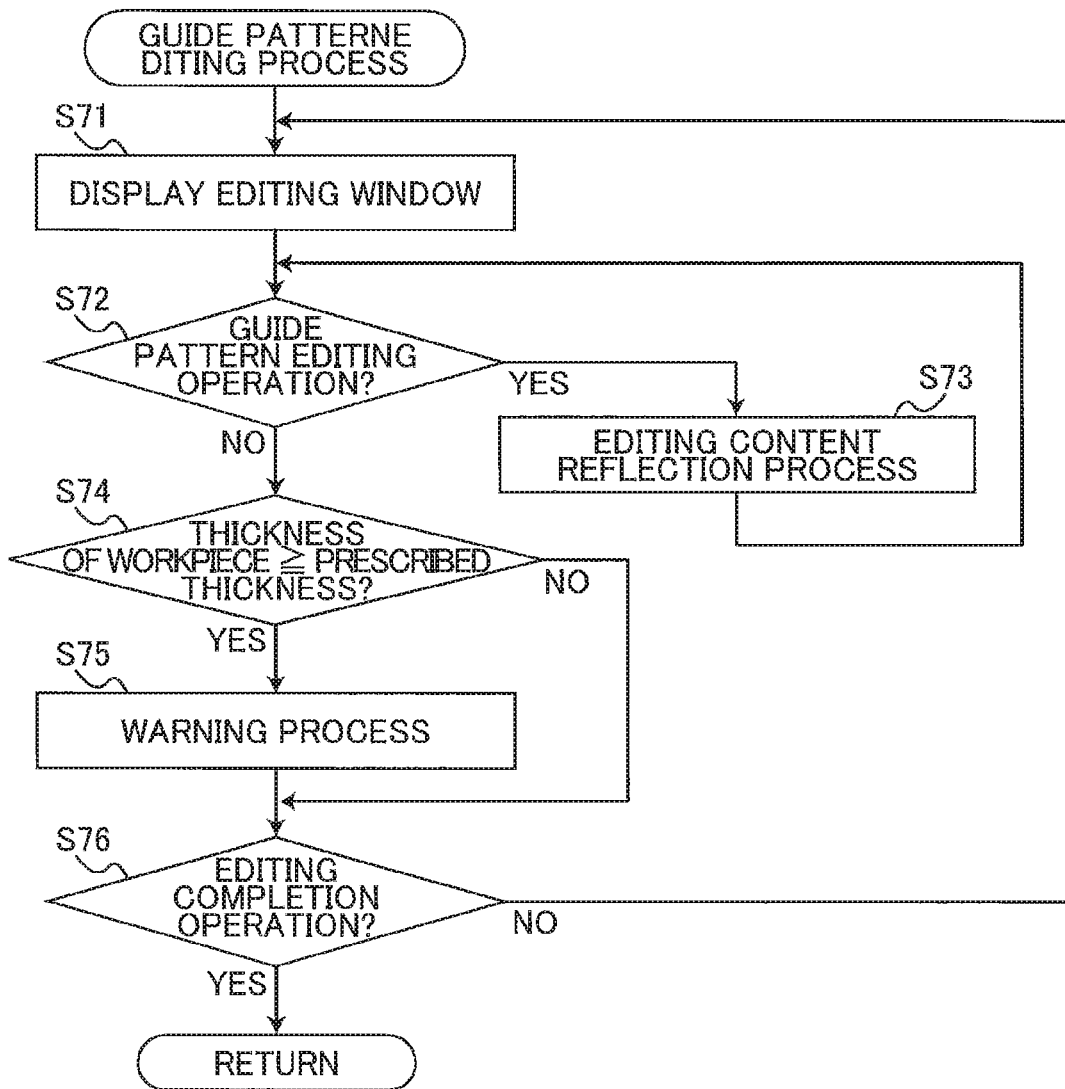 GUIDE PATTERNE
DITING PROCESS
S71
DISPLAY EDITING WINDOW
S72
GUIDE
PATTERN EDITING
OPERATION?
YES
S73
NO
EDITING CONTENT
REFLECTION PROCESS
S74
THICKNESS
OF WORKPIECE ≧ PRESCRIBED
THICKNESS?
NO
YES
S75
WARNING PROCESS
S76
EDITING
COMPLETION
OPERATION?
NO
YES
RETURN